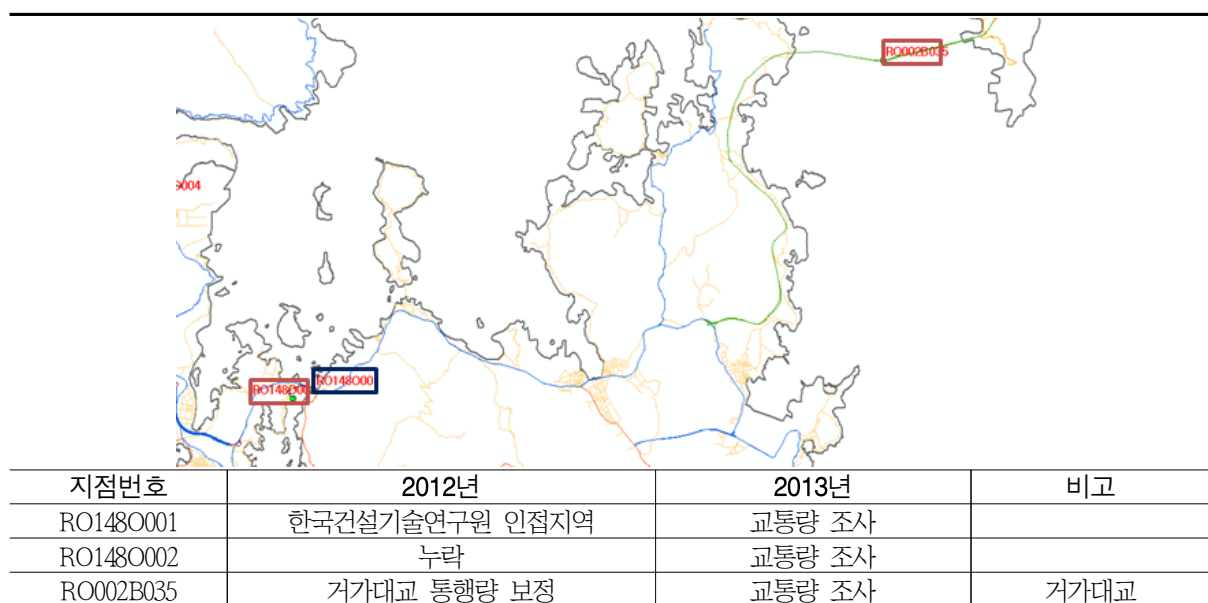 RO002B035
RO148O00
RO148O00
지점번호 2012년 2013년 비고
RO148O001 한국건설기술연구원 인접지역 교통량 조사
RO148O002 누락 교통량 조사
RO002B035 거가대교 통행량 보정 교통량 조사 거가대교